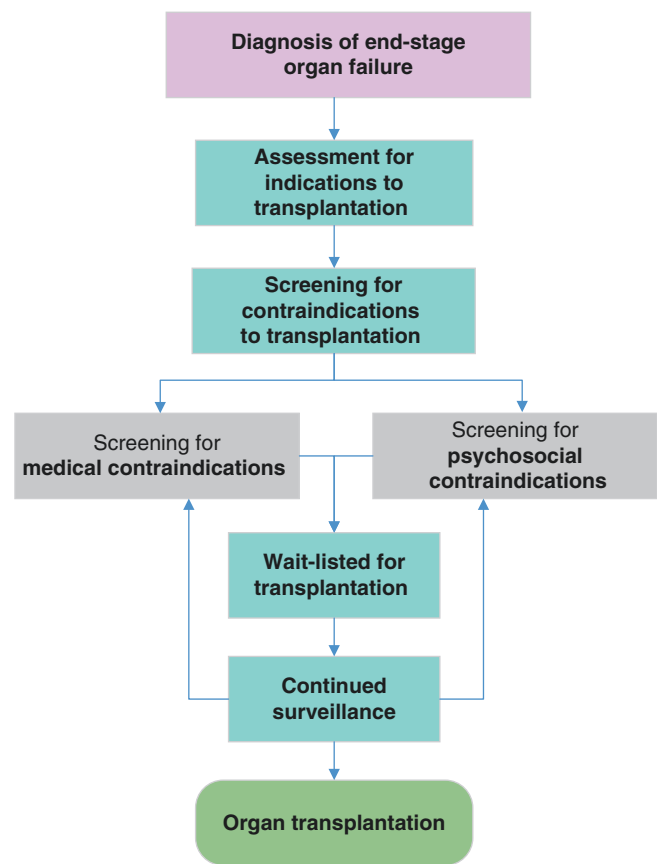 Diagnosis of end-stage
organ failure
Assessment for
indications to
transplantation
Screening for
contraindications
to transplantation
Screening for
medical contraindications
Screening for
psychosocial
contraindications
Wait-listed for
transplantation
Continued
surveillance
Organ transplantation